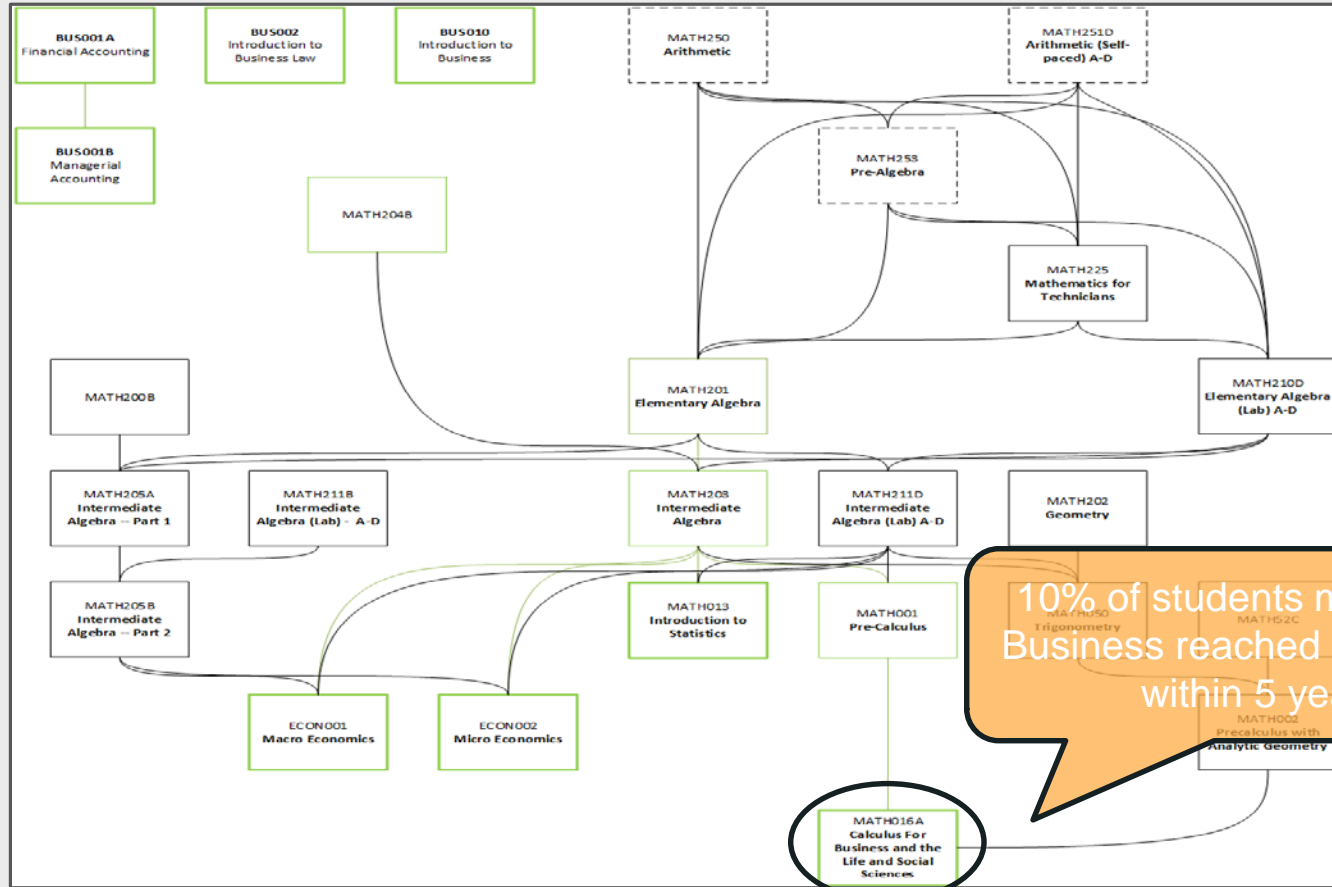 BUS001A
Financial Accounting
BUS002
Introduction to
Business Law
BUS010
Introduction to
Business
MATH250
Arithmetic
MATH251D
Arithmetic (Self-
paced) A-D
BUS001B
Managerial
Accounting
MATH253
Pre-Algebra
MATH204B
MATH225
Mathematics for
Technicians
MATH200B
MATH201
Elementary Algebra
MATH210D
Elementary Algebra
(Lab) A-D
MATH205A
Intermediate
Algebra -- Part 1
MATH211B
Intermediate
Algebra (Lab) - A-D
MATH203
Intermediate
Algebra
MATH211D
Intermediate
Algebra (Lab) A-D
MATH202
Geometry
MATH205B
Intermediate
Algebra -- Part 2
MATH013
Introduction to
Statistics
MATH001
Pre-Calculus
MATH050
Trigonometry
MATH52C
10% of students
Business reached
within 5
ECON001
Macro Economics
ECON002
Micro Economics
MATH002
Precalculus with
Analytic Geometry
MATH016A
Calculus For
Business and the
Life and Social
Sciences